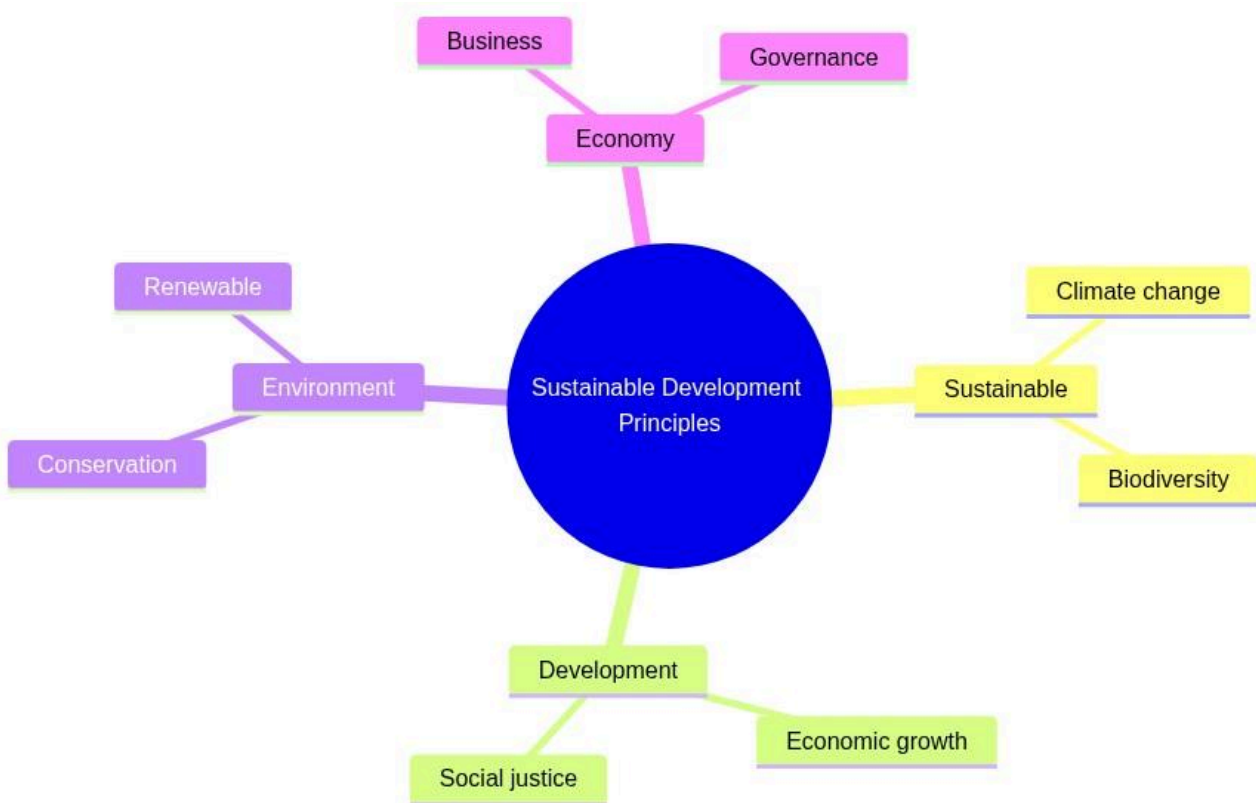 Business
Governance
Economy
Renewable
Climate change
Environment
Sustainable Development
Principles
Sustainable
Conservation
Biodiversity
Development
Economic growth
Social justice